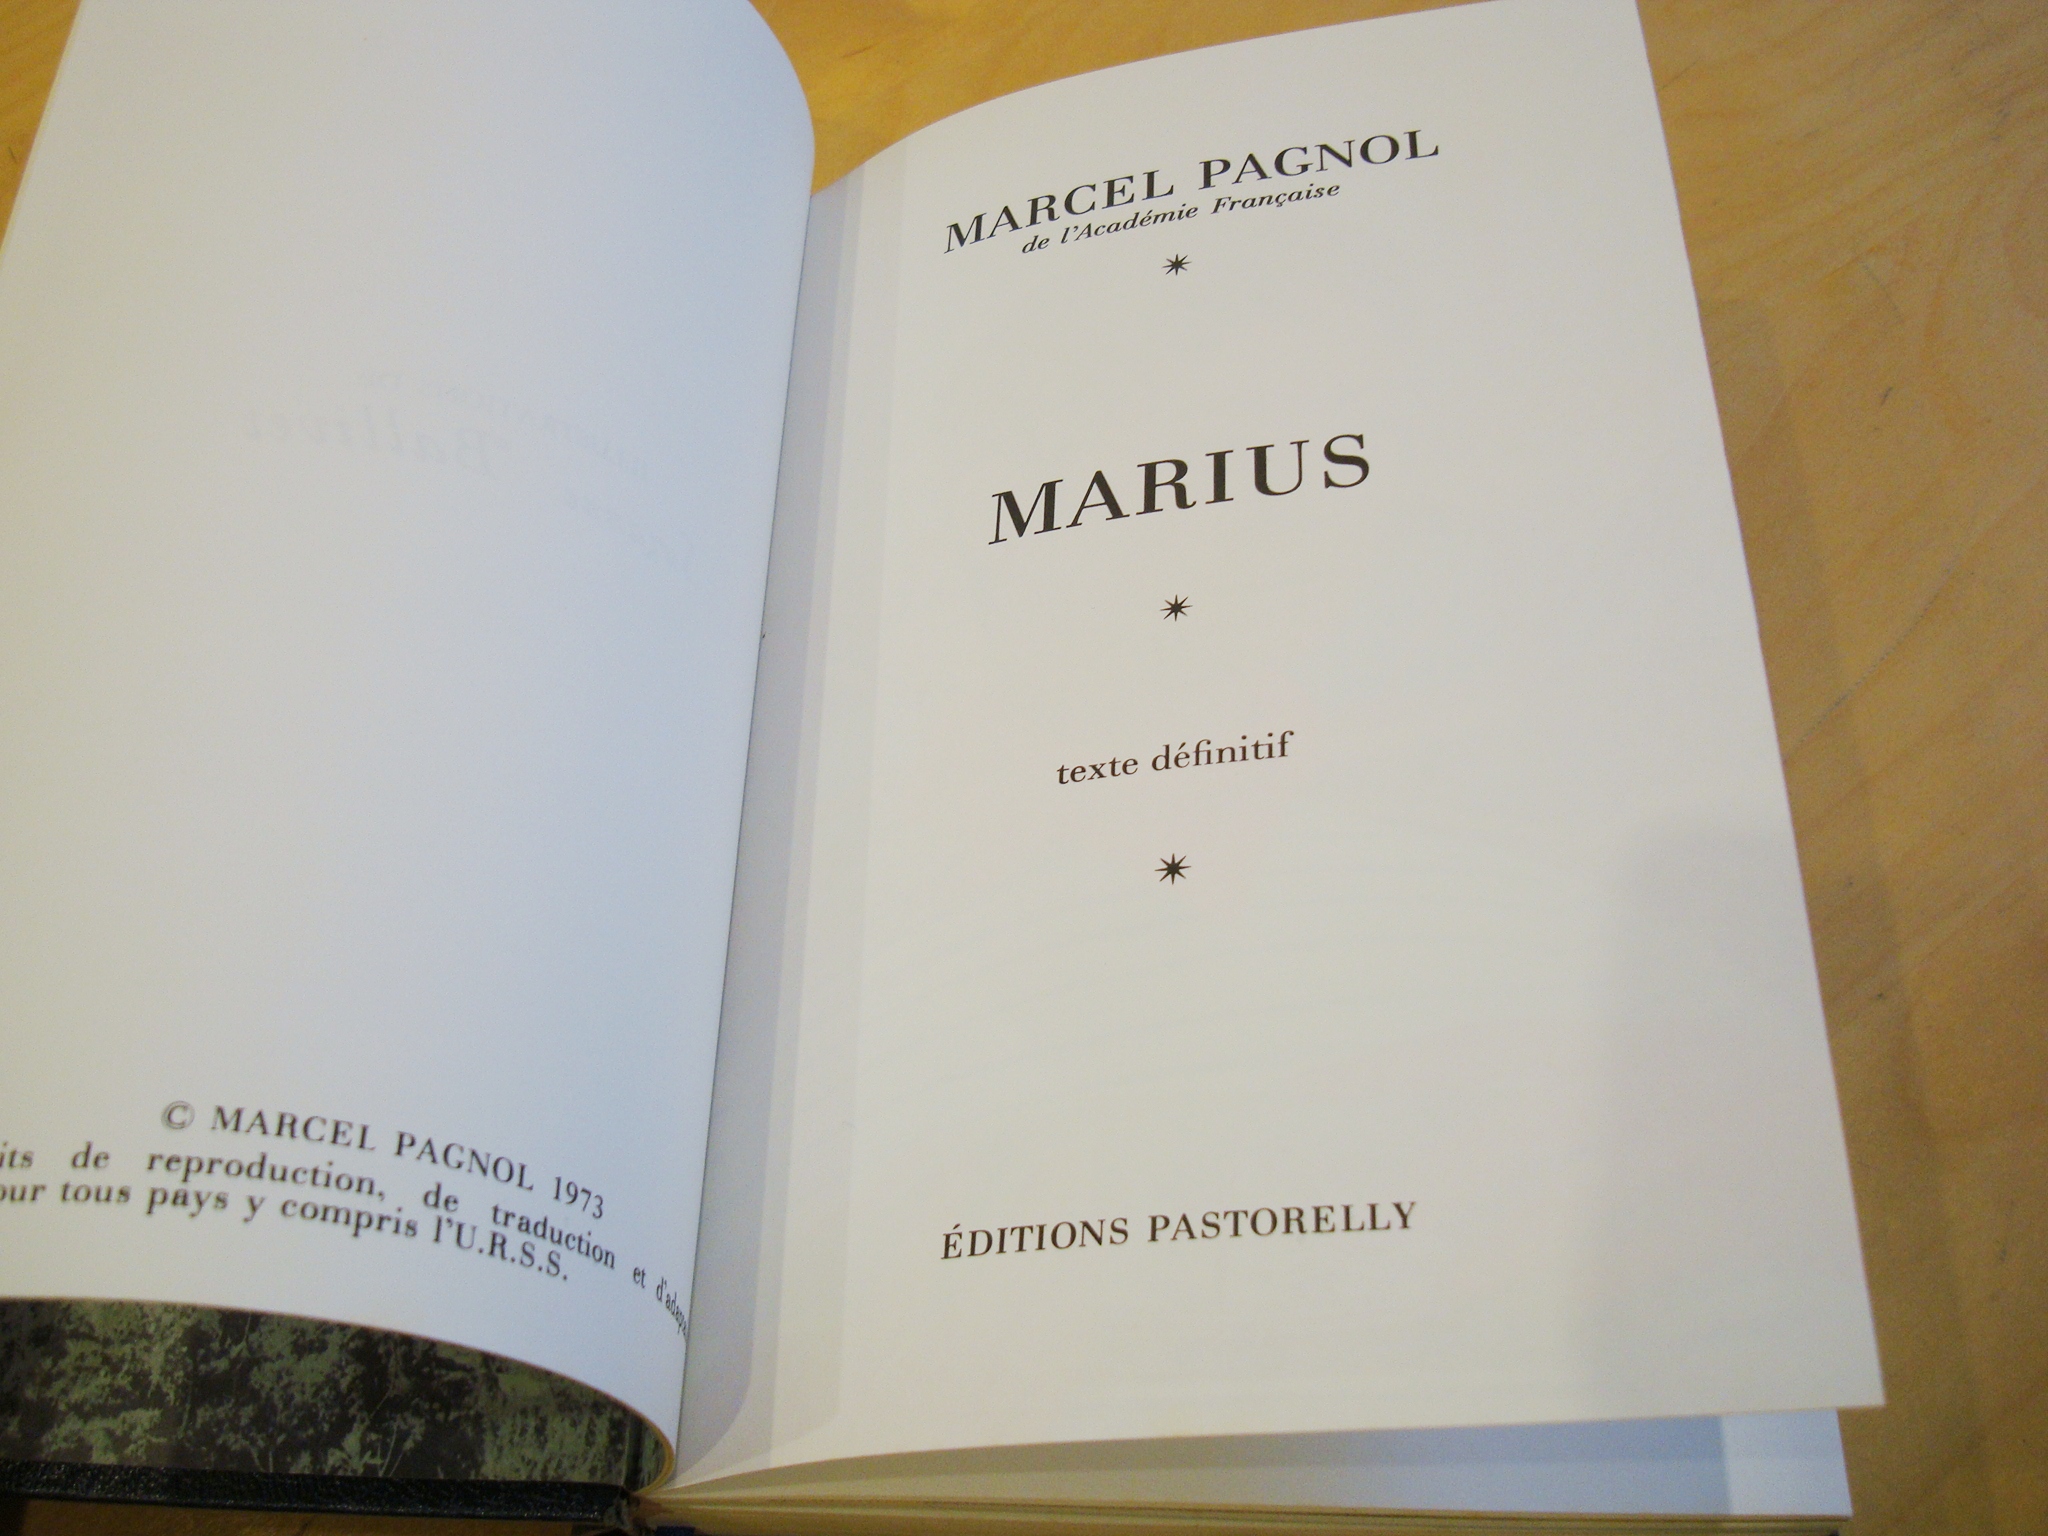 © MARCEL PAGNOL 1973
de reproduction, de traduction et
tous pays y compris l'U.R.S.S.
MARCEL PAGNOL
de l'Académie Française
MARIUS
texte définitif
ÉDITIONS PASTORELLY